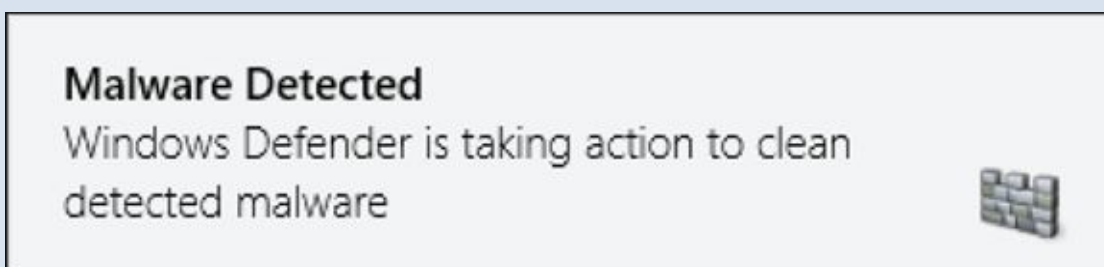 Malware Detected
Windows Defender is taking action to clean
detected malware